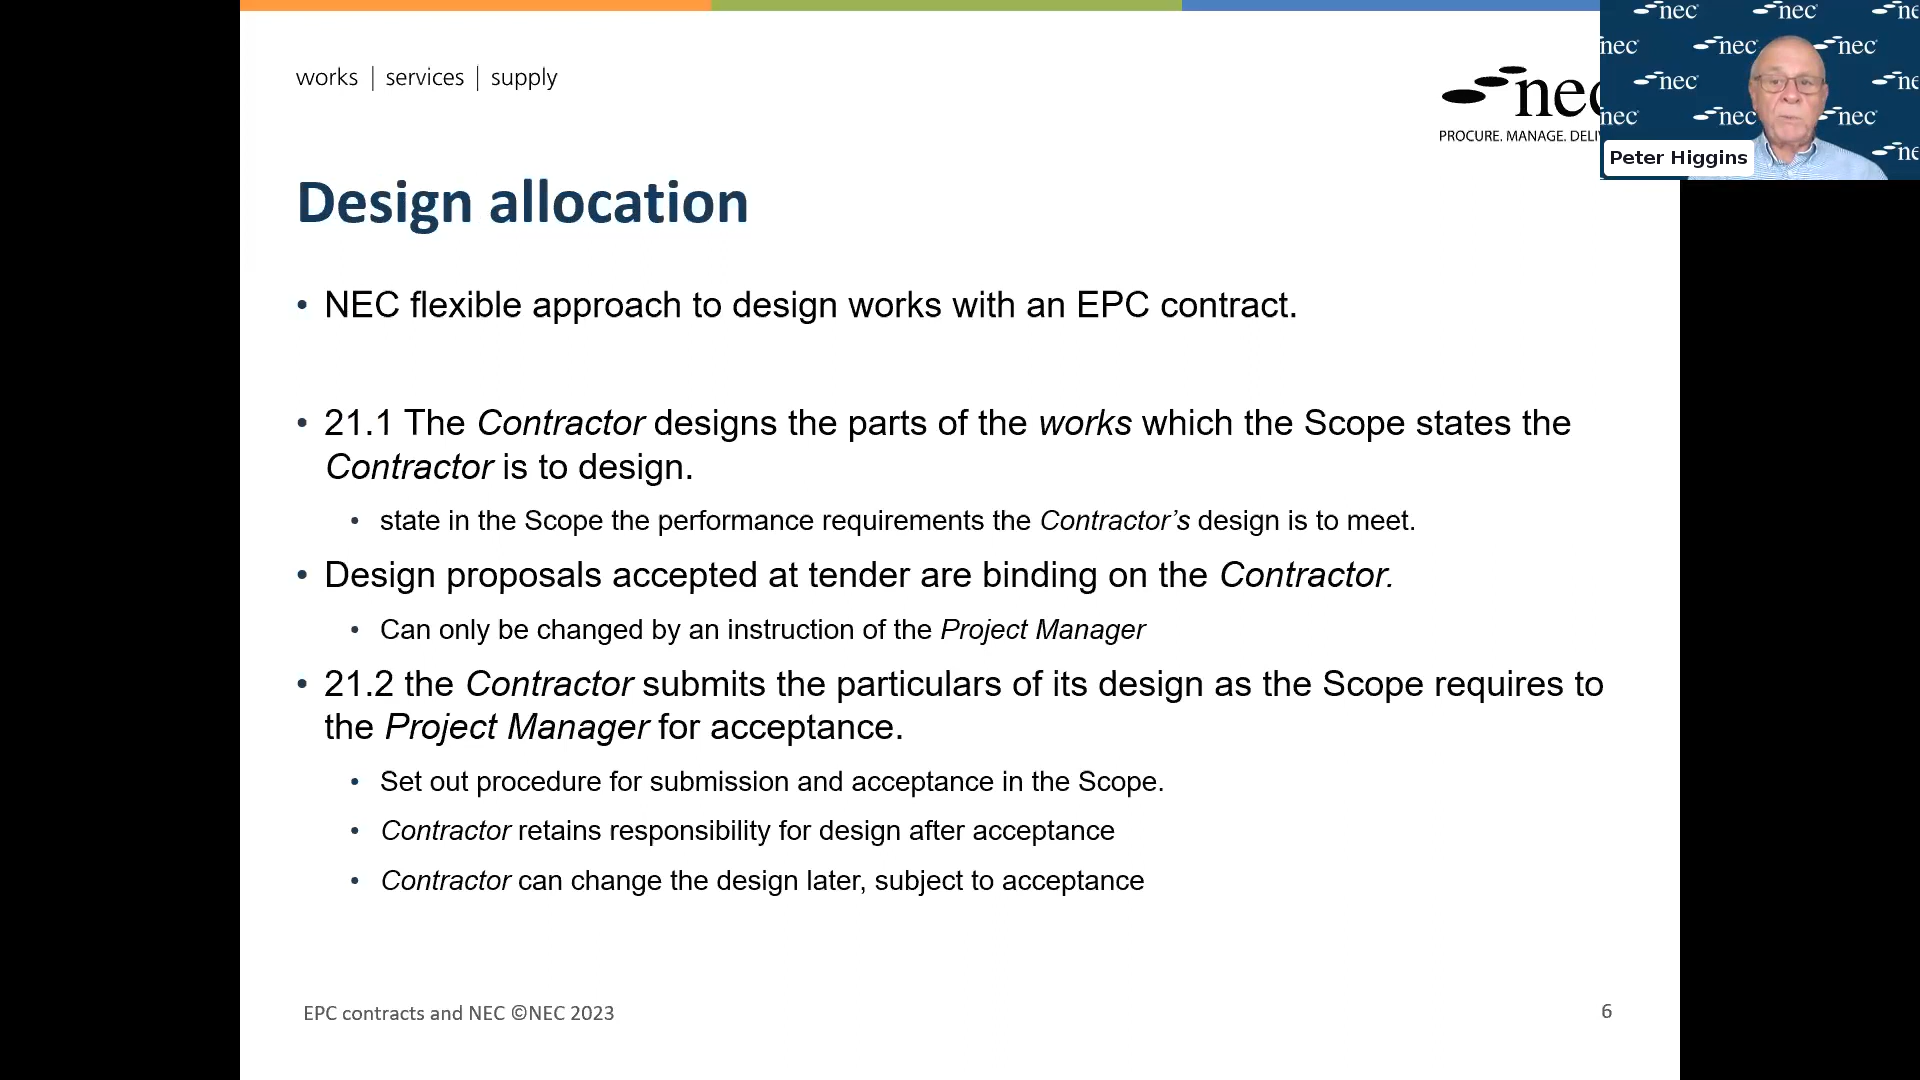 works | services | supply
nec
PROCURE. MANAGE.
Peter Higgins
Design allocation
• NEC flexible approach to design works with an EPC contract.
• 21.1 The Contractor designs the parts of the works which the Scope states the
Contractor is to design.
• state in the Scope the performance requirements the Contractor’s design is to meet.
• Design proposals accepted at tender are binding on the Contractor.
• Can only be changed by an instruction of the Project Manager
• 21.2 the Contractor submits the particulars of its design as the Scope requires to
the Project Manager for acceptance.
• Set out procedure for submission and acceptance in the Scope.
• Contractor retains responsibility for design after acceptance
• Contractor can change the design later, subject to acceptance
EPC contracts and NEC ©NEC 2023
6